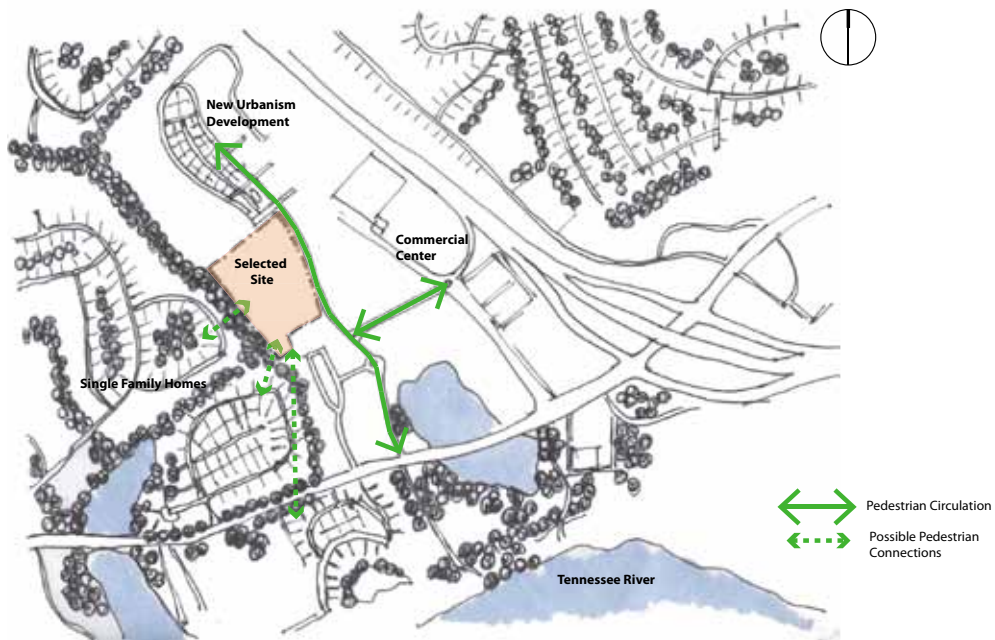 New Urbanism
Development
Commercial
Center
Selected
Site
Single Family Homes
Pedestrian Circulation
Possible Pedestrian
Connections
Tennessee River